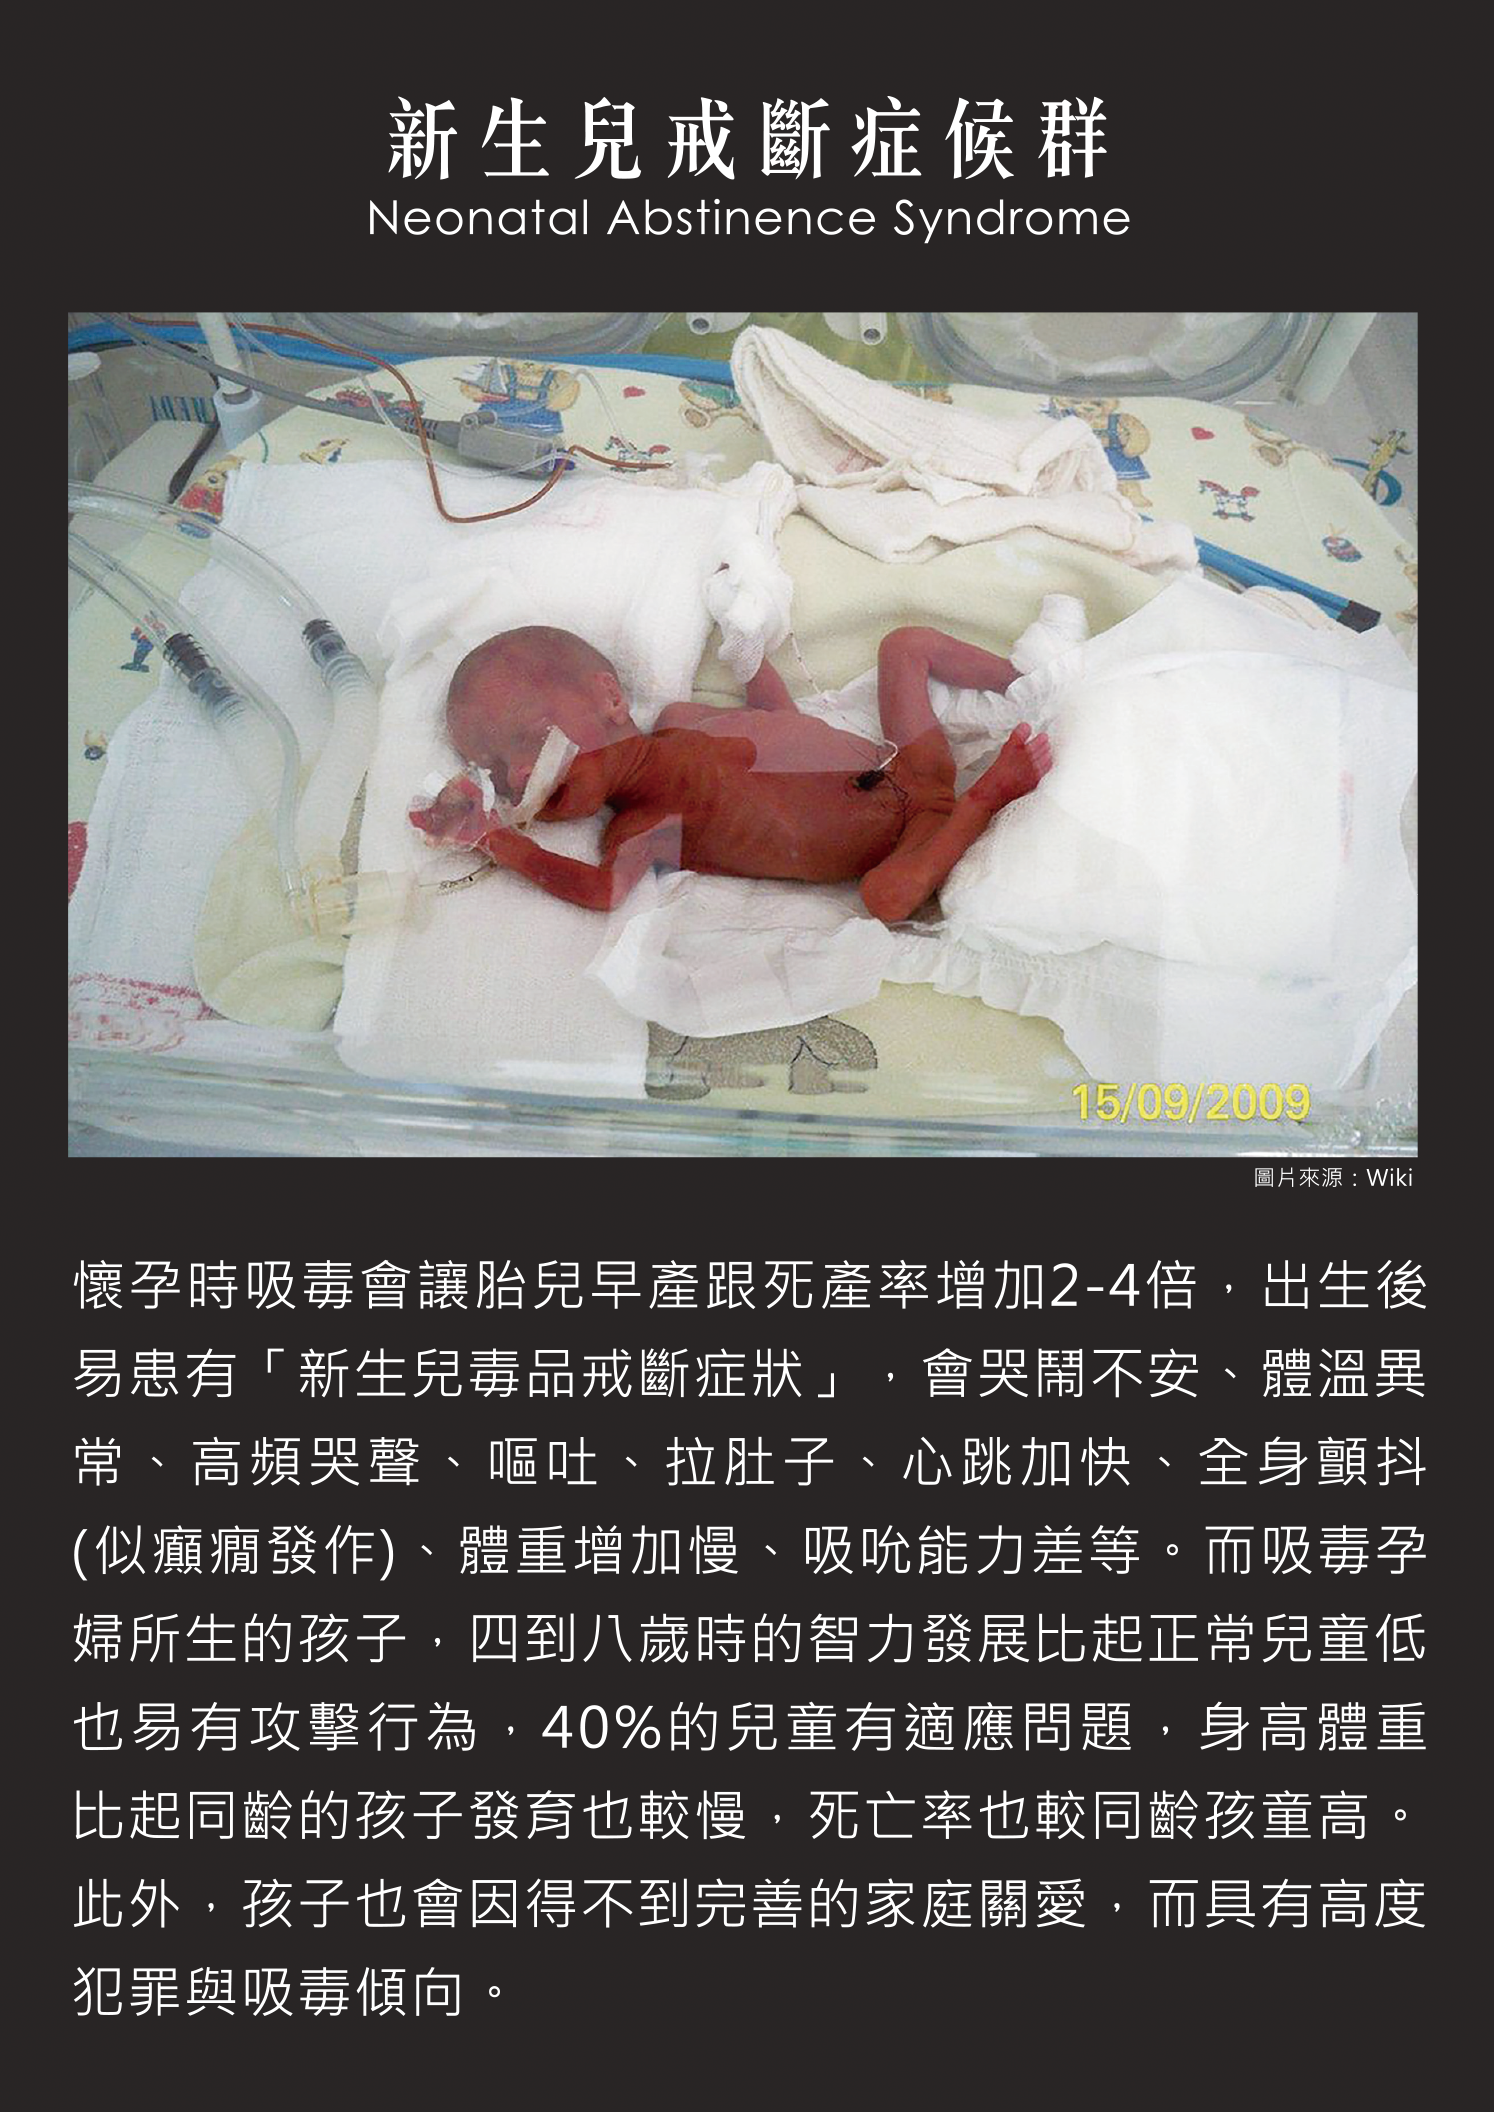 新生兒戒斷症候群
Neonatal Abstinence Syndrome
15/09/2009
圖片來源：Wiki
懷孕時吸毒會讓胎兒早產跟死產率增加2-4倍，出生後
易患有「新生兒毒品戒斷症狀」，會哭鬧不安、體溫異
常、高頻哭聲、嘔吐、拉肚子、心跳加快、全身顫抖
(似癲癇發作)、體重增加慢、吸吮能力差等。而吸毒孕
婦所生的孩子，四到八歲時的智力發展比起正常兒童低
也易有攻擊行為，40%的兒童有適應問題，身高體重
比起同齡的孩子發育也較慢，死亡率也較同齡孩童高。
此外，孩子也會因得不到完善的家庭關愛，而具有高度
犯罪與吸毒傾向。